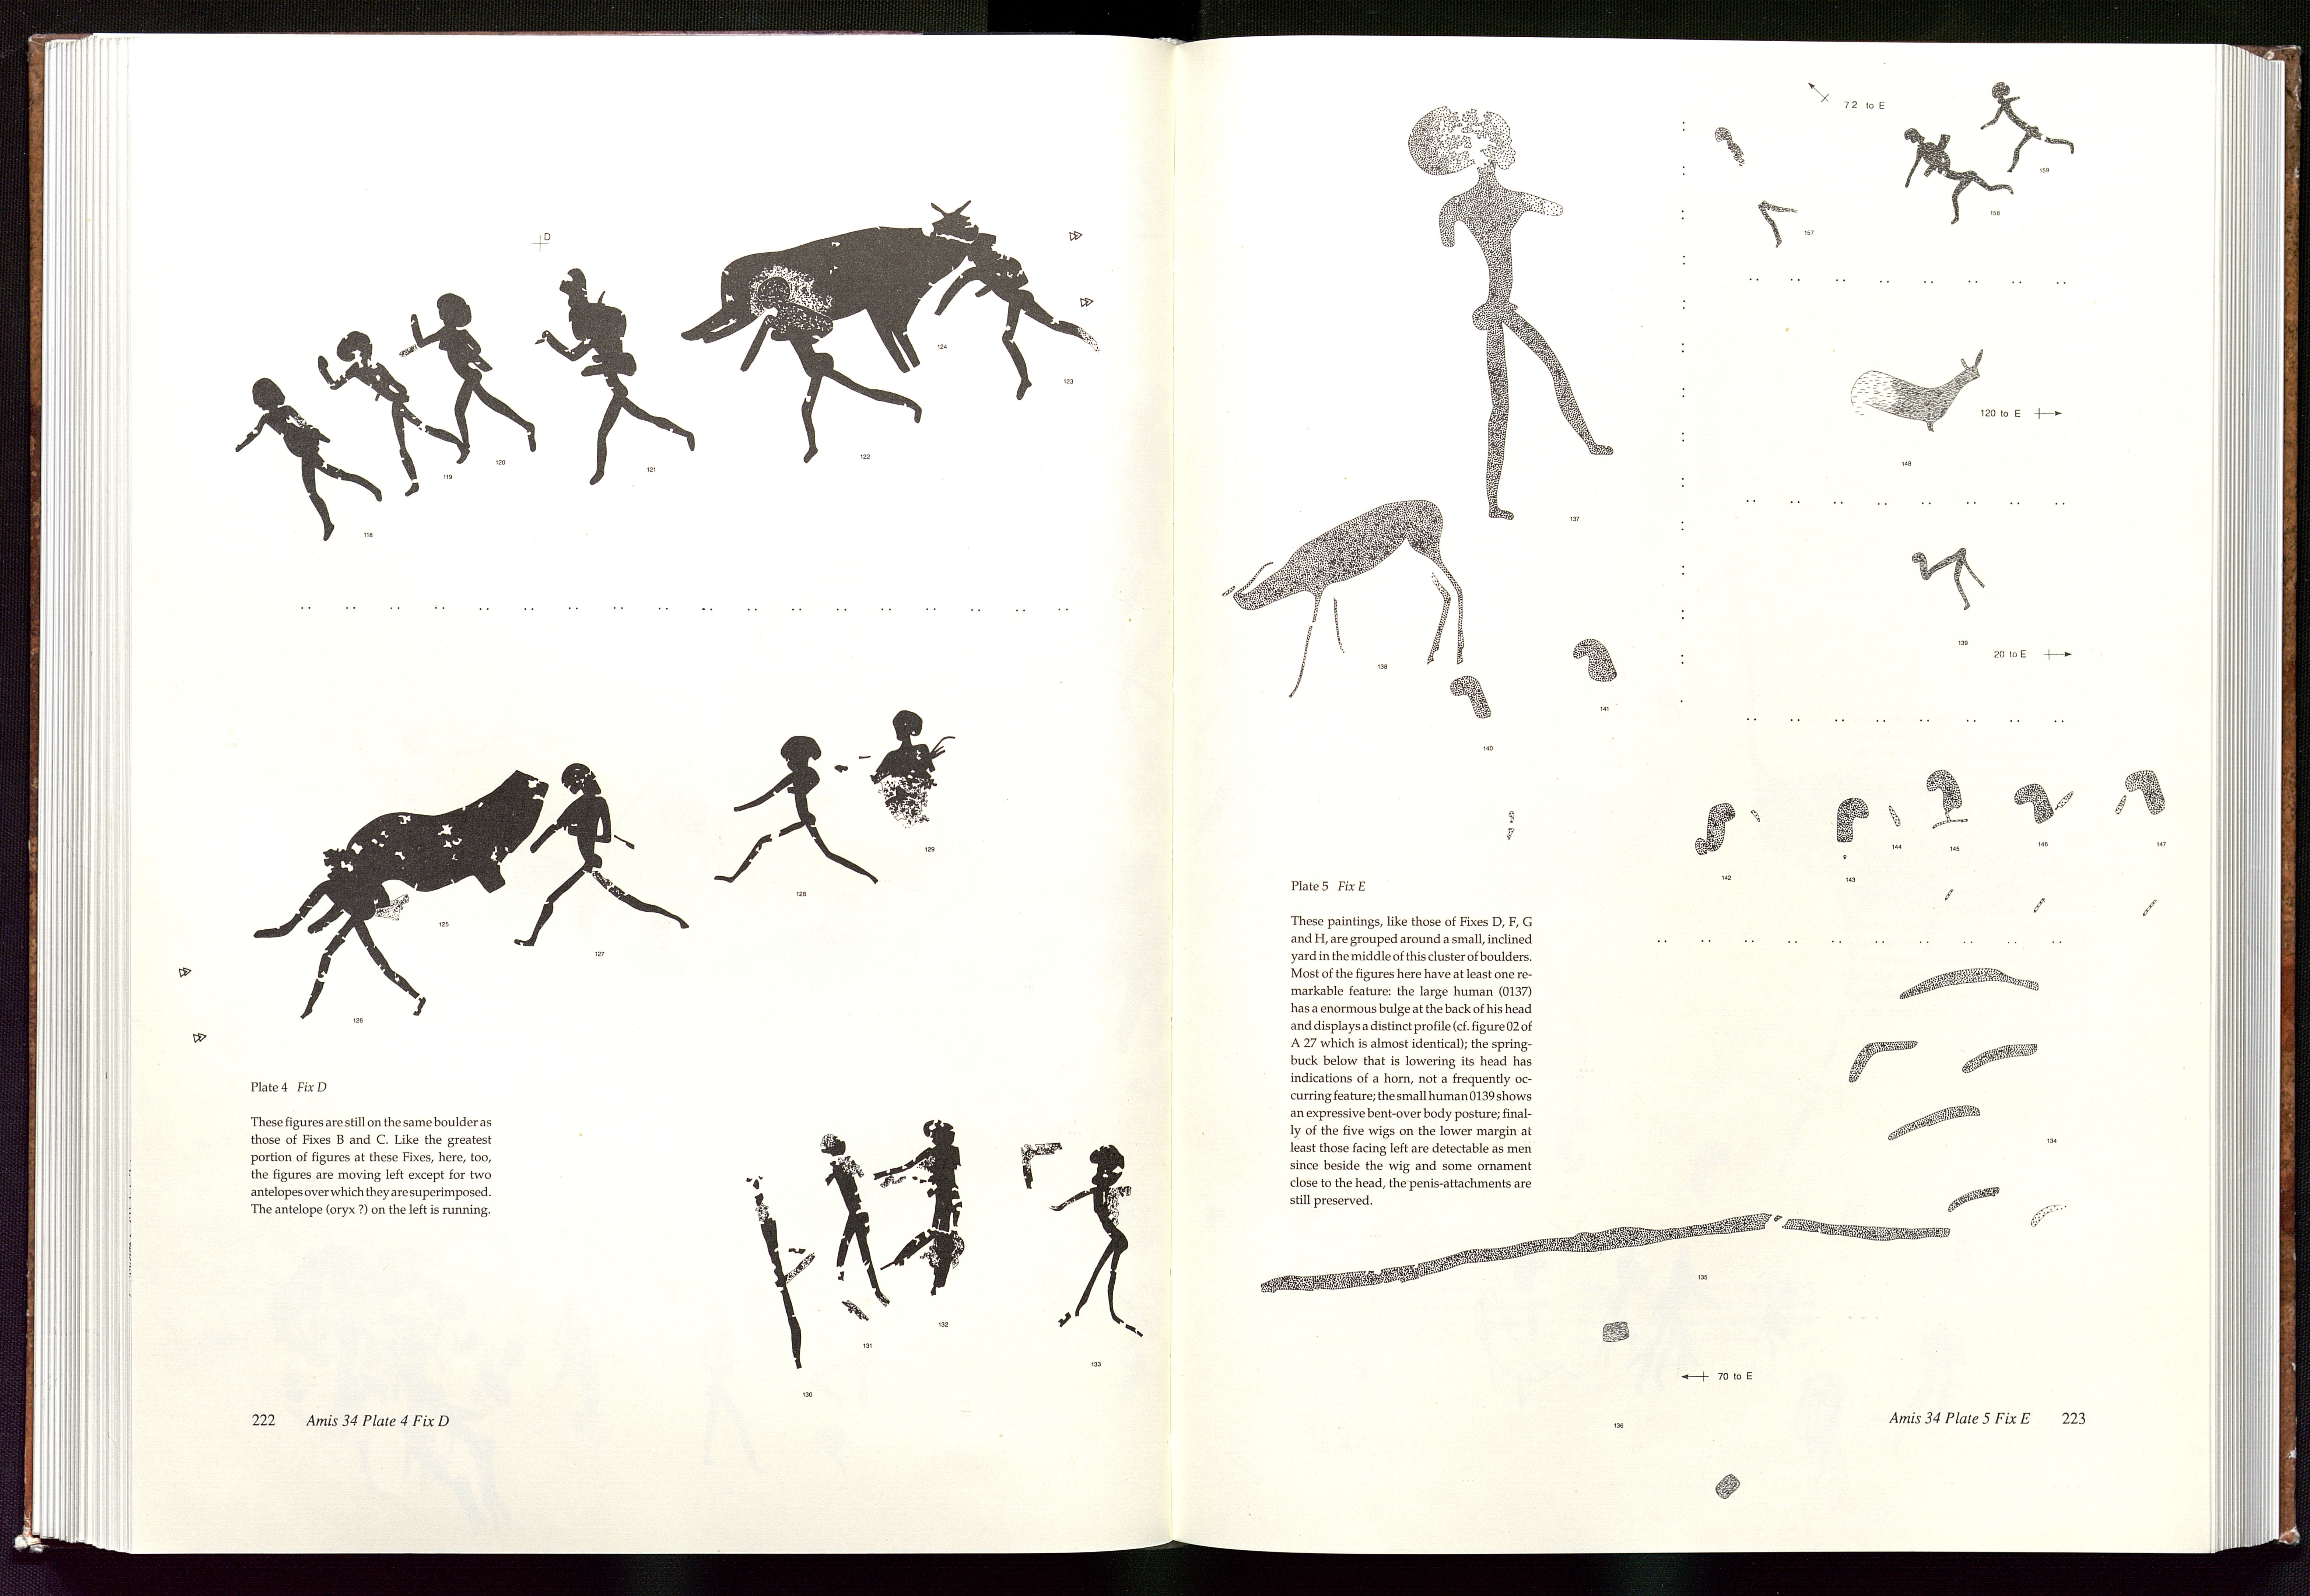 D
124
123
122
121
120
119
118
125
126
127
128
129
130
131
132
133
Plate 4 Fix D
These figures are still on the same boulder as
those of Fixes B and C. Like the greatest
portion of figures at these Fixes, here, too,
the figures are moving left except for two
antelopes over which they are superimposed.
The antelope (oryx ?) on the left is running.
222 Amis 34 Plate 4 Fix D
72 to E
159
158
157
137
120 to E
148
138
139
20 to E
141
140
142
143
144
145
146
147
Plate 5 Fix E
These paintings, like those of Fixes D, F, G
and H, are grouped around a small, inclined
yard in the middle of this cluster of boulders.
Most of the figures here have at least one re-
markable feature: the large human (0137)
has a enormous bulge at the back of his head
and displays a distinct profile (cf. figure 02 of
A 27 which is almost identical); the spring-
buck below that is lowering its head has
indications of a horn, not a frequently oc-
curring feature; the small human 0139 shows
an expressive bent-over body posture; final-
ly of the five wigs on the lower margin at
least those facing left are detectable as men
since beside the wig and some ornament
close to the head, the penis-attachments are
still preserved.
134
135
70 to E
136
Amis 34 Plate 5 Fix E 223